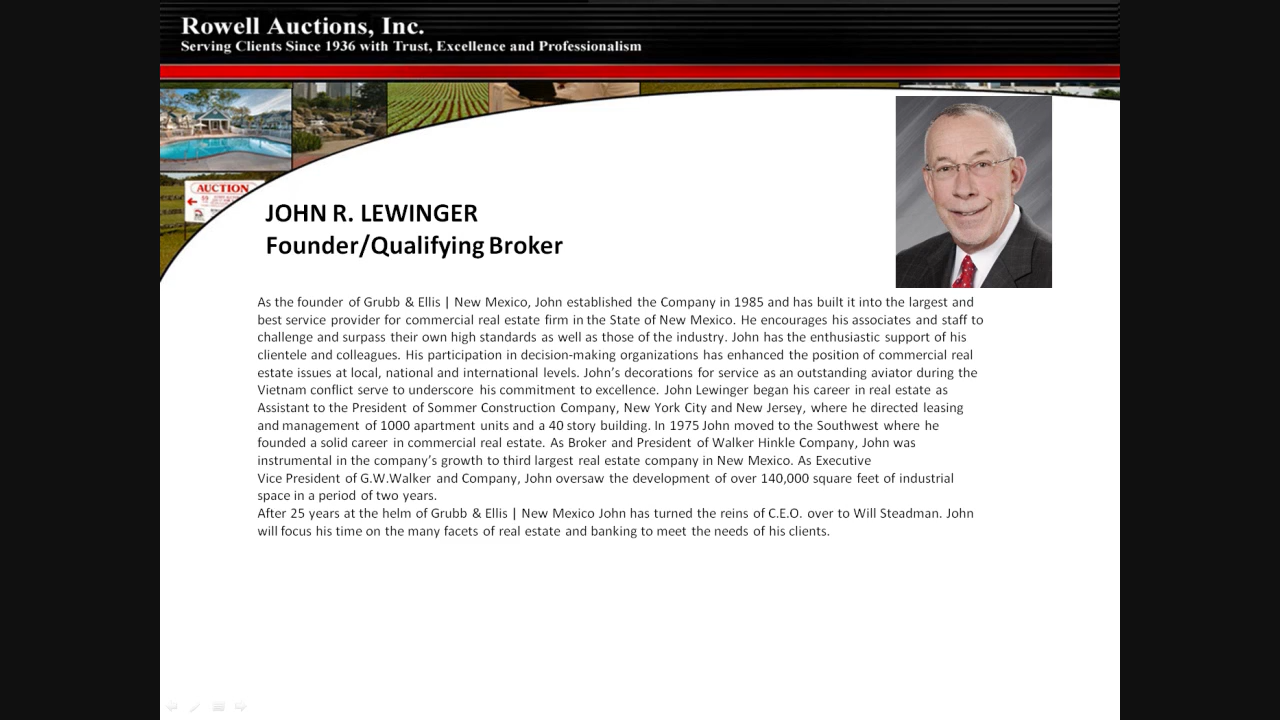 Rowell Auctions, Inc.
Serving Clients Since 1936 with Trust, Excellence and Professionalism
AUCTION
JOHN R. LEWINGER
Founder/Qualifying Broker
As the founder of Grubb & Ellis | New Mexico, John established the Company in 1985 and has built it into the largest and
best service provider for commercial real estate firm in the State of New Mexico. He encourages his associates and staff to
challenge and surpass their own high standards as well as those of the industry. John has the enthusiastic support of his
clientele and colleagues. His participation in decision-making organizations has enhanced the position of commercial real
estate issues at local, national and international levels. John’s decorations for service as an outstanding aviator during the
Vietnam conflict serve to underscore his commitment to excellence. John Lewinger began his career in real estate as
Assistant to the President of Sommer Construction Company, New York City and New Jersey, where he directed leasing
and management of 1000 apartment units and a 40 story building. In 1975 John moved to the Southwest where he
founded a solid career in commercial real estate. As Broker and President of Walker Hinkle Company, John was
instrumental in the company’s growth to third largest real estate company in New Mexico. As Executive
Vice President of G.W.Walker and Company, John oversaw the development of over 140,000 square feet of industrial
space in a period of two years.
After 25 years at the helm of Grubb & Ellis | New Mexico John has turned the reins of C.E.O. over to Will Steadman. John
will focus his time on the many facets of real estate and banking to meet the needs of his clients.